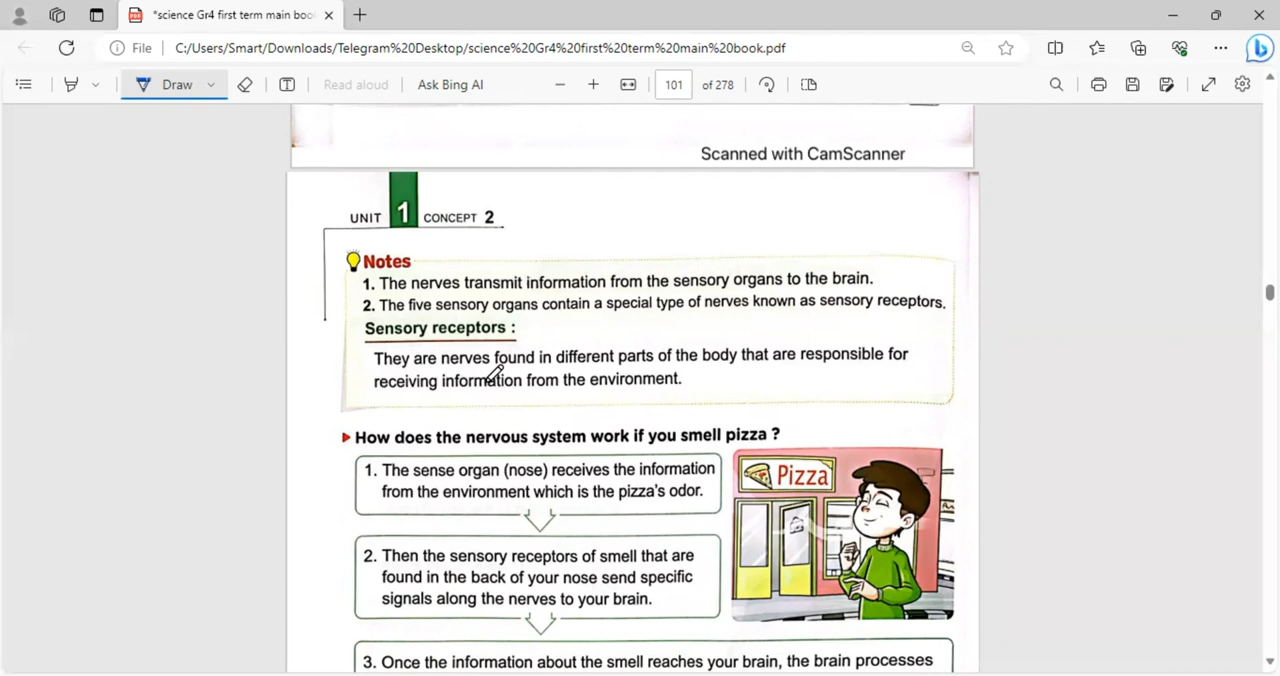 *science Gr4 first term main boo
File
C:/Users/Smart/Downloads/Telegram%20Desktop/science%20Gr4%20first%20term%20main%20book.pdf
Draw
Read aloud
Ask Bing AI
101
of 278
Scanned with CamScanner
UNIT 1 CONCEPT 2
Notes
1. The nerves transmit information from the sensory organs to the brain.
2. The five sensory organs contain a special type of nerves known as sensory receptors.
Sensory receptors :
They are nerves found in different parts of the body that are responsible for
receiving information from the environment.
How does the nervous system work if you smell pizza ?
1. The sense organ (nose) receives the information
from the environment which is the pizza's odor.
Pizza
2. Then the sensory receptors of smell that are
found in the back of your nose send specific
signals along the nerves to your brain.
3. Once the information about the smell reaches your brain, the brain processes